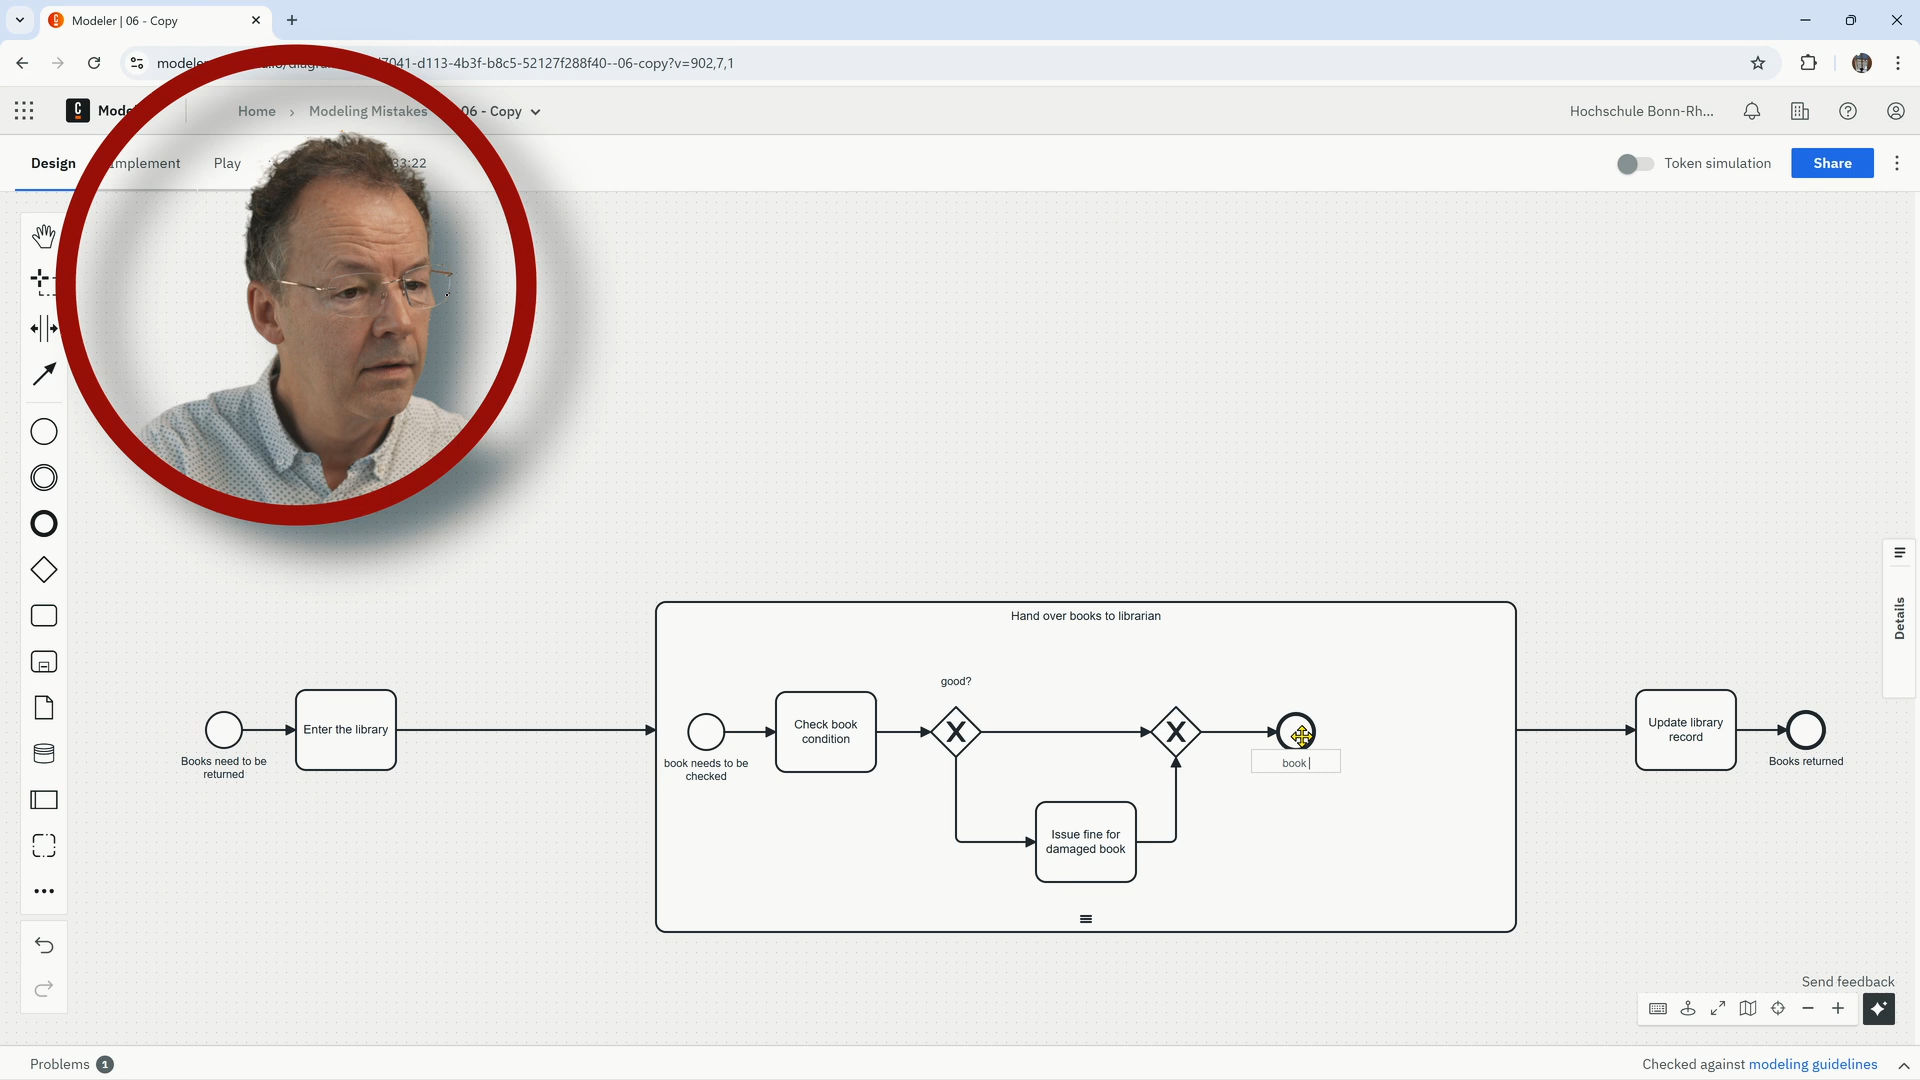 Modeler | 06 - Copy
7041-d113-4b3f-b8c5-52127f288f40--06-copy?v=902,7,1
Home
Modeling Mistakes
06 - Copy
Hochschule Bonn-Rh...
Design
Implement
Play
33:22
Token simulation
Share
Details
Hand over books to librarian
good?
Enter the library
Books need to be
returned
book needs to be
checked
Check book
condition
X
X
book
Issue fine for
damaged book
Update library
record
Books returned
Send feedback
Problems 1
Checked against modeling guidelines